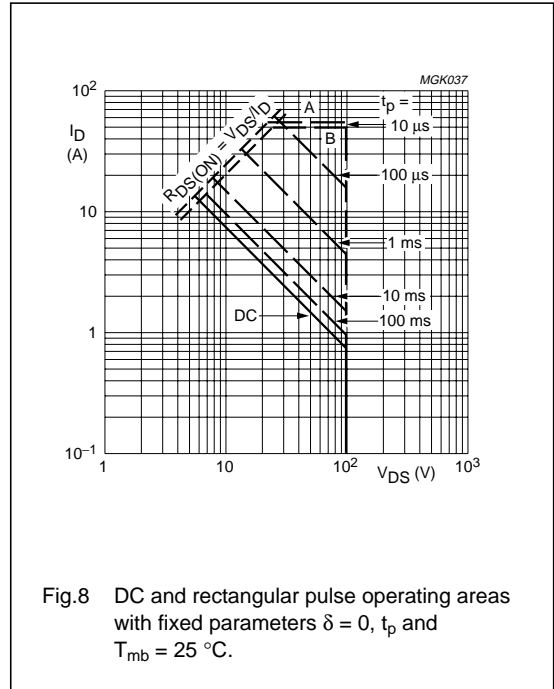 MGK037
10²
I_D
(A)
10
1
10⁻¹
1
10
10²
V_DS (V)
10³
R_DS(ON) = V_DS/I_D
A
B
t_p =
10 µs
100 µs
1 ms
10 ms
100 ms
DC
Fig.8 DC and rectangular pulse operating areas
with fixed parameters δ = 0, t_p and
T_mb = 25 °C.